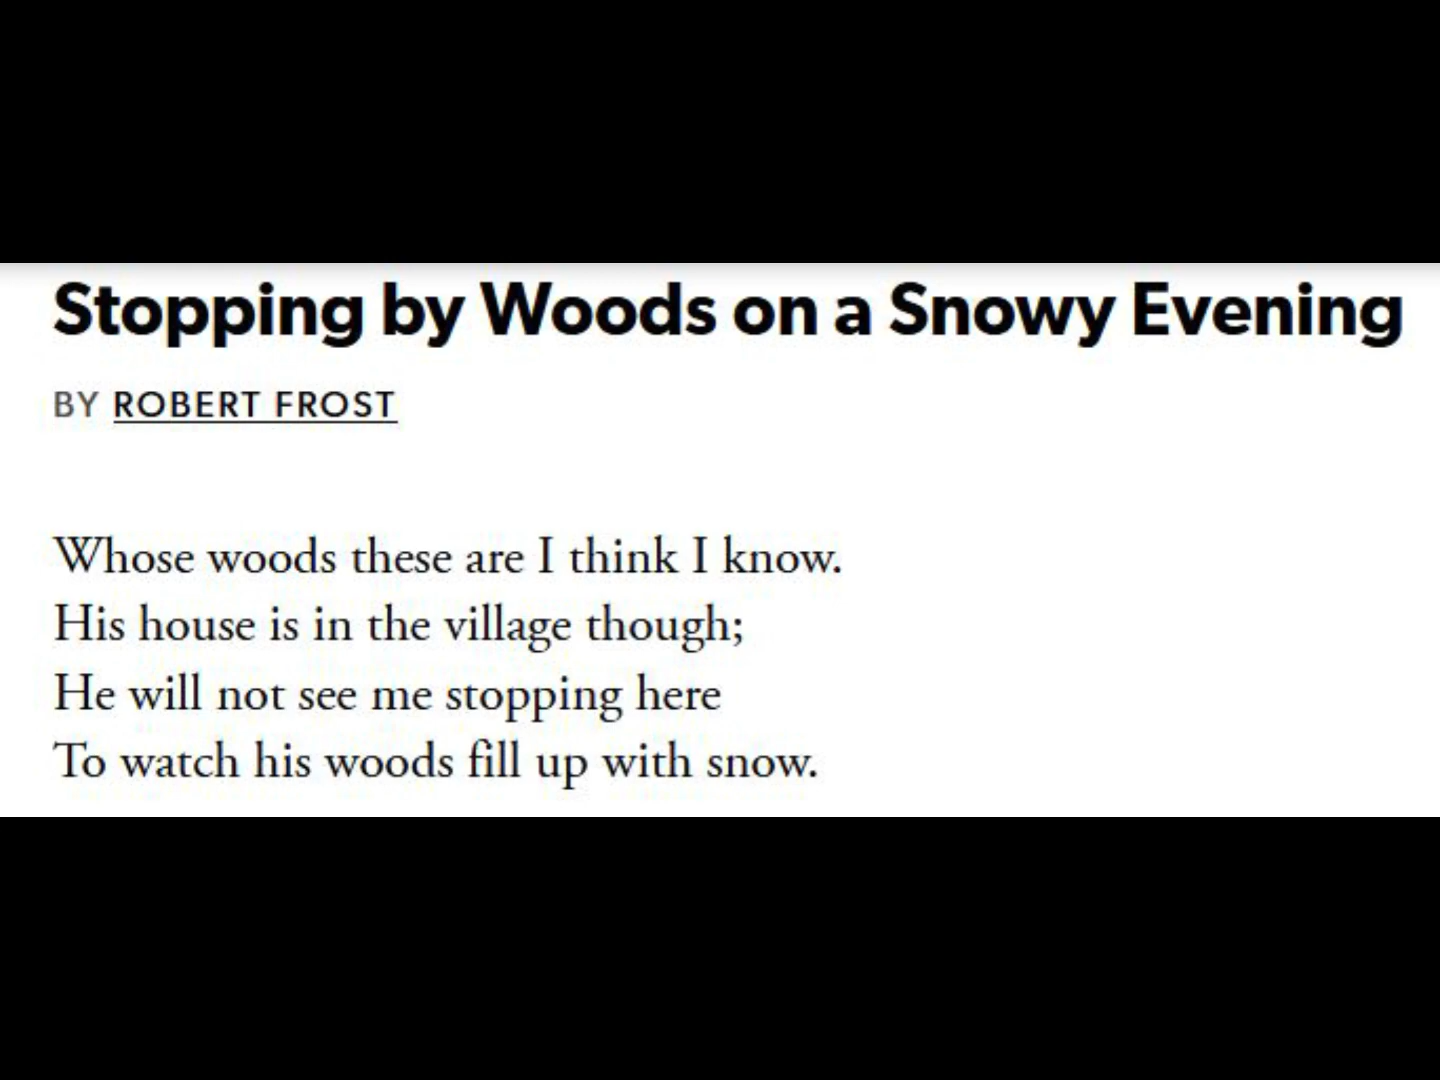 Stopping by Woods on a Snowy Evening
BY ROBERT FROST
Whose woods these are I think I know.
His house is in the village though;
He will not see me stopping here
To watch his woods fill up with snow.